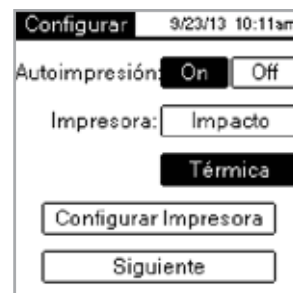 Configurar 9/23/13 10:11am
Autoimpresión: On Off
Impresora: Impacto
Térmica
Configurar Impresora
Siguiente